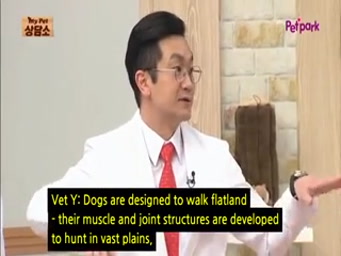 My Pet
상담소
Petpark
Vet Y: Dogs are designed to walk flatland
- their muscle and joint structures are developed
to hunt in vast plains,